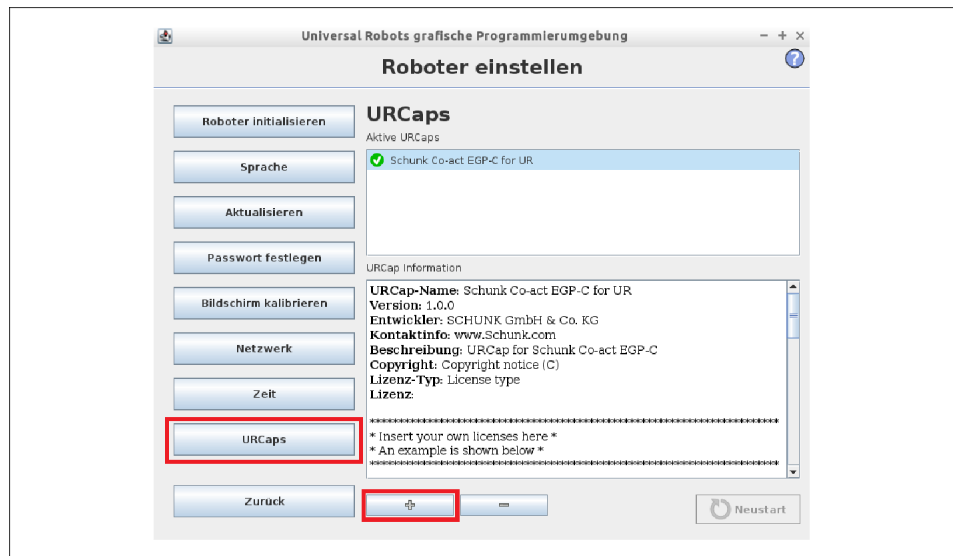 Universal Robots grafische Programmierumgebung
Roboter einstellen
Roboter initialisieren
Sprache
Aktualisieren
Passwort festlegen
Bildschirm kalibrieren
Netzwerk
Zeit
URCaps
Zurück
URCaps
Aktive URCaps
Schunk Co-act EGP-C for UR
URCap Information
URCap-Name: Schunk Co-act EGP-C for UR
Version: 1.0.0
Entwickler: SCHUNK GmbH & Co. KG
Kontaktinfo: www.Schunk.com
Beschreibung: URCap for Schunk Co-act EGP-C
Copyright: Copyright notice (C)
Lizenz-Typ: License type
Lizenz:
* Insert your own licenses here *
* An example is shown below *
Neustart